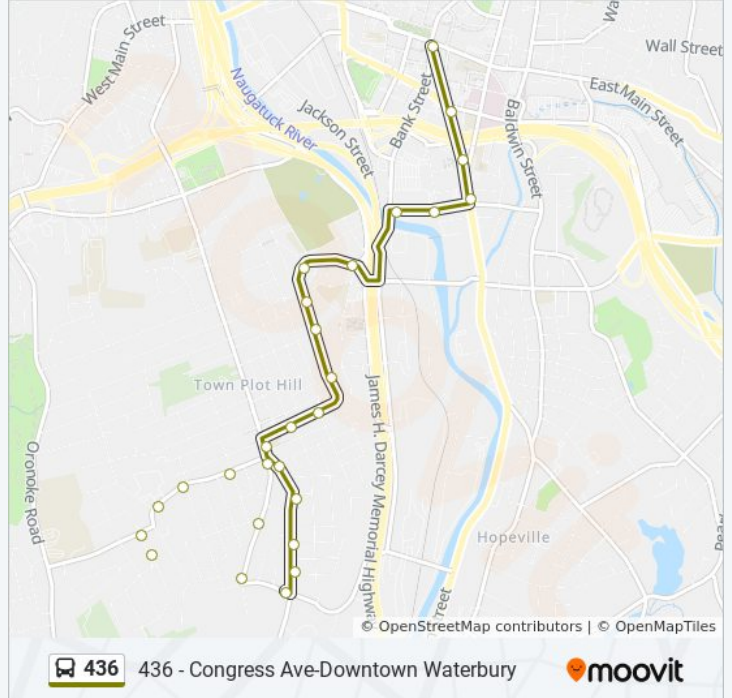 West Main Street
Naugatuck River
Jackson Street
Bank Street
Wall Street
East Main Street
Baldwin Street
Town Plot Hill
James H. Darcey Memorial Highw
Oronoke Road
Hopeville
© OpenStreetMap contributors | © OpenMapTiles
436
436 - Congress Ave-Downtown Waterbury
moovit